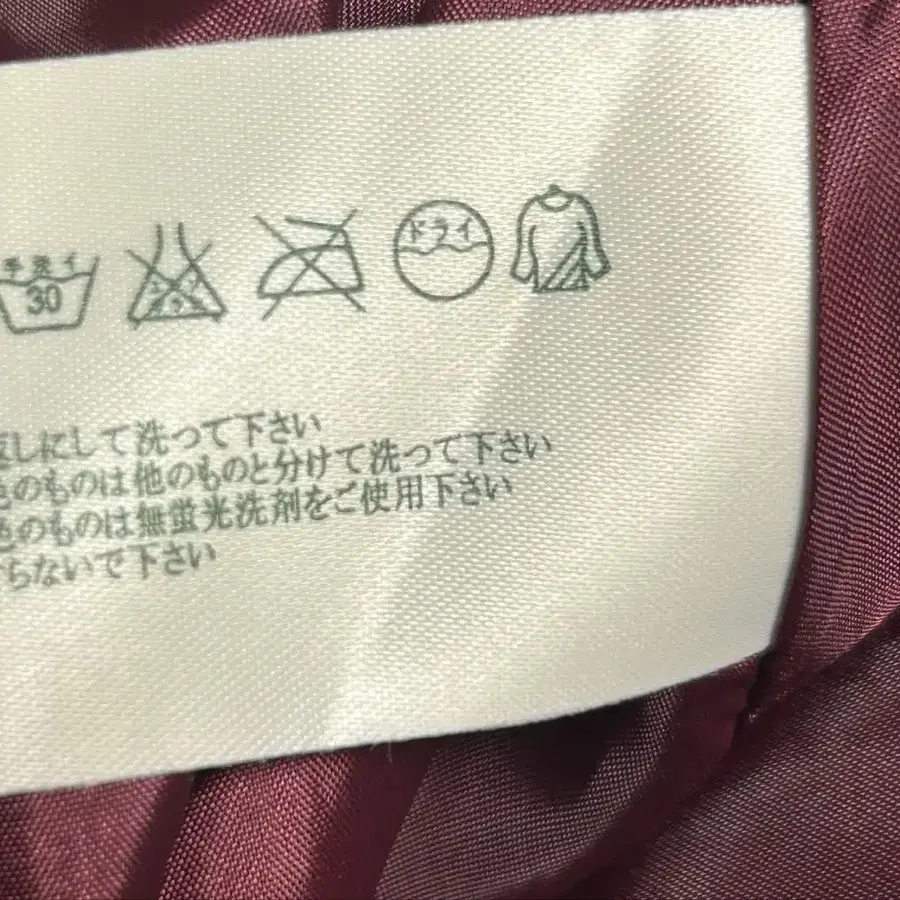 手洗イ
30
ドライ
返しにして洗って下さい
色のものは他のものと分けて洗って下さい
色のものは無蛍光洗剤をご使用下さい
らないで下さい